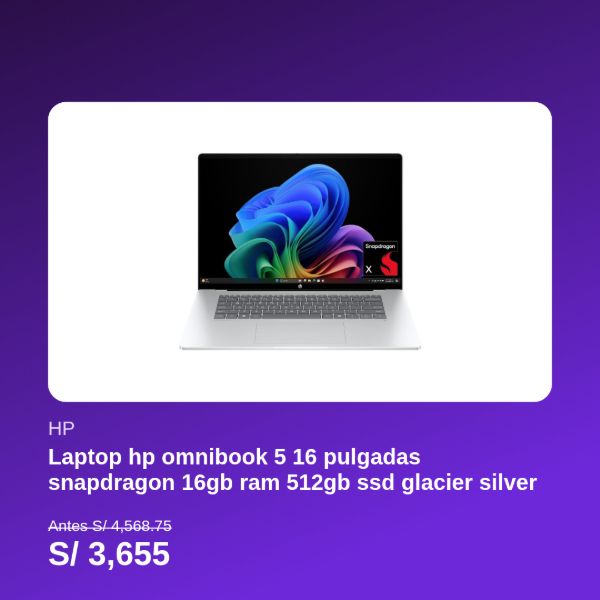 Snapdragon
X
HP
Laptop hp omnibook 5 16 pulgadas
snapdragon 16gb ram 512gb ssd glacier silver
Antes S/ 4,568.75
S/ 3,655